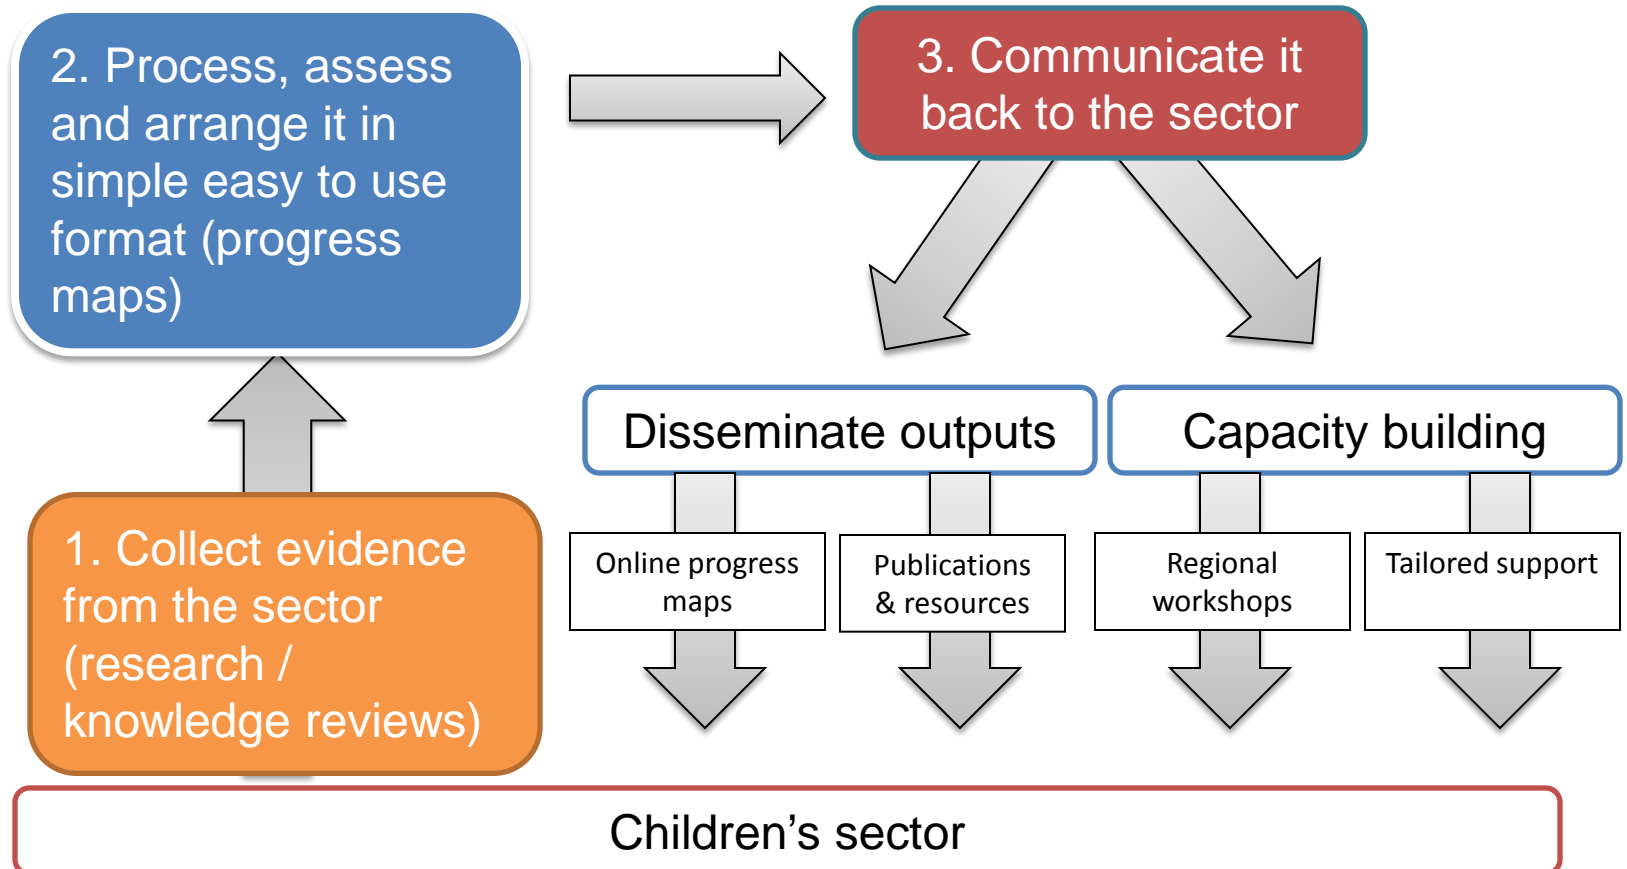 2. Process, assess
and arrange it in
simple easy to use
format (progress
maps)
3. Communicate it
back to the sector
1. Collect evidence
from the sector
(research /
knowledge reviews)
Disseminate outputs
Capacity building
Online progress
maps
Publications
& resources
Regional
workshops
Tailored support
Children’s sector